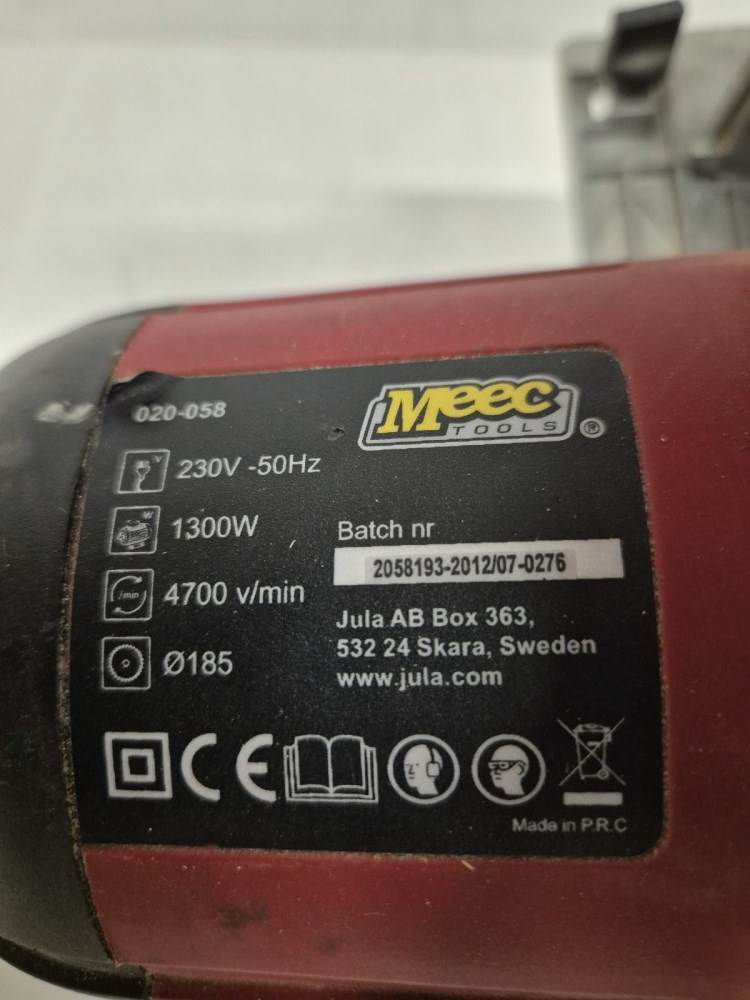 020-058
Meec
TOOLS ®
V
230V -50Hz
W
1300W
/min
4700 v/min
Ø185
Batch nr
2058193-2012/07-0276
Jula AB Box 363,
532 24 Skara, Sweden
www.jula.com
CE
Made in P.R.C